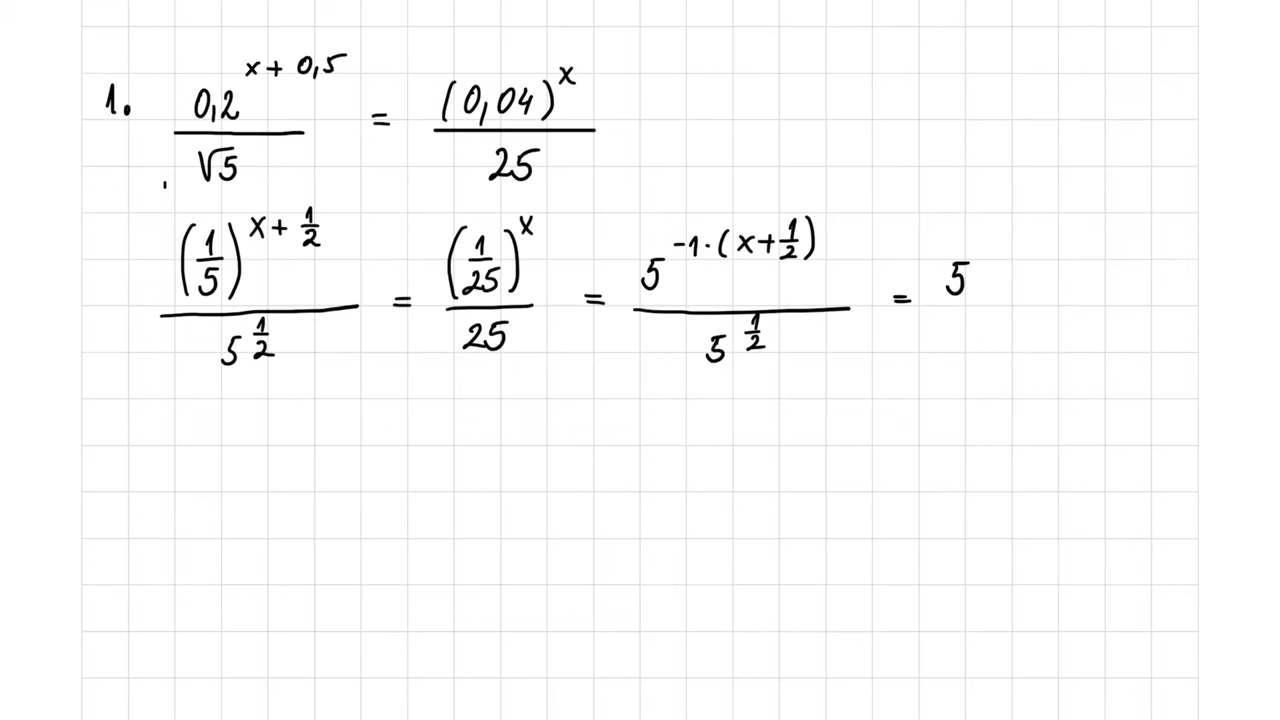 1. 0,2^(x + 0,5) / √5 = (0,04)^x / 25
(1/5)^(x + 1/2) / 5^(1/2) = (1/25)^x / 25 = 5^(-1·(x + 1/2)) / 5^(1/2) = 5